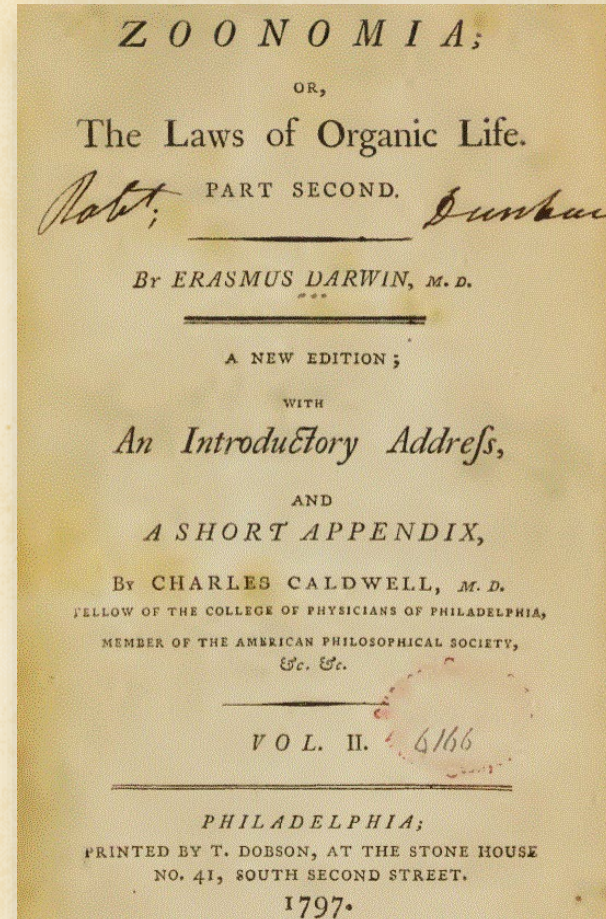 ZOONOMIA;
OR,
The Laws of Organic Life.
PART SECOND.
Robt; Dunbar
By ERASMUS DARWIN, M. D.
A NEW EDITION;
WITH
An Introductory Addreſs,
AND
A SHORT APPENDIX,
By CHARLES CALDWELL, M. D.
FELLOW OF THE COLLEGE OF PHYSICIANS OF PHILADELPHIA,
MEMBER OF THE AMERICAN PHILOSOPHICAL SOCIETY,
&c. &c.
VOL. II. 6166
PHILADELPHIA;
PRINTED BY T. DOBSON, AT THE STONE HOUSE
NO. 41, SOUTH SECOND STREET.
1797.